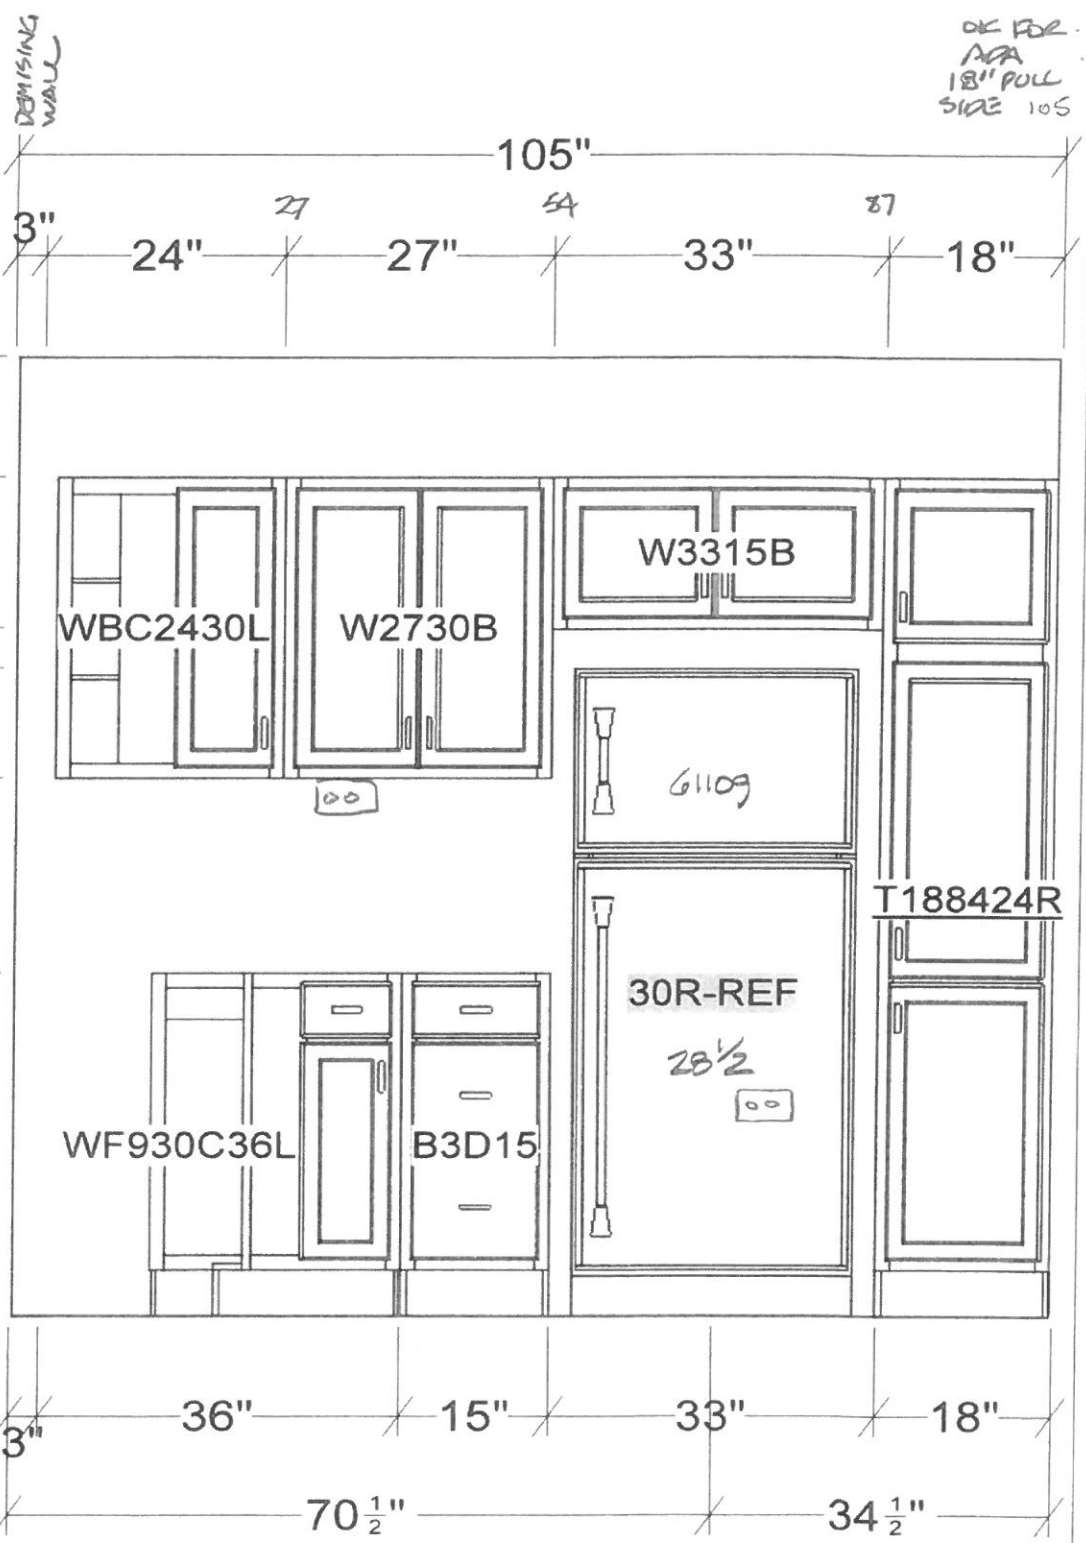 DEMISING
WALL
OK FOR
ADA
18" PULL
SIDE 105
105"
27
54
87
3"
24"
27"
33"
18"
W3315B
WBC2430L
W2730B
61109
T188424R
30R-REF
28 1/2
WF930C36L
B3D15
3"
36"
15"
33"
18"
70 1/2"
34 1/2"